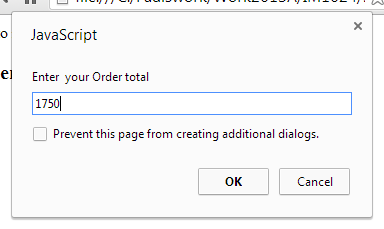 JavaScript
Enter your Order total
1750
Prevent this page from creating additional dialogs.
OK Cancel